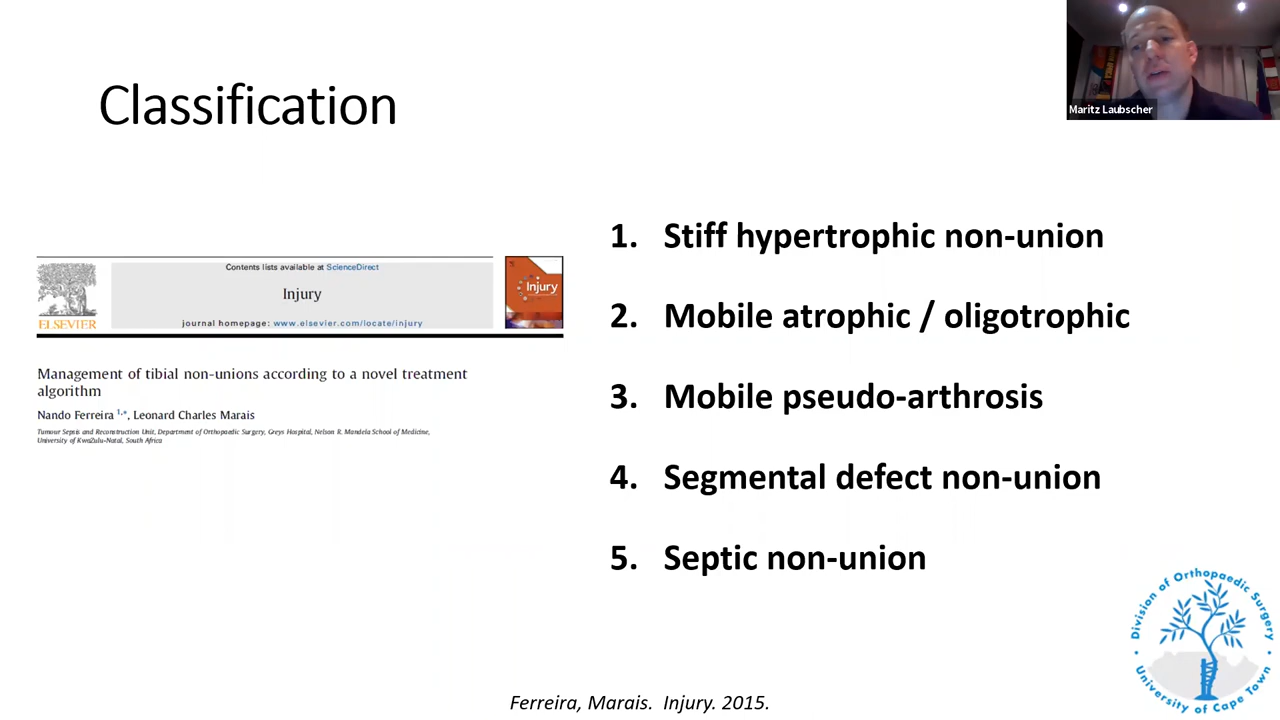 Maritz Laubscher
Classification
Contents lists available at ScienceDirect
Injury
journal homepage: www.elsevier.com/locate/injury
ELSEVIER
Injury
Management of tibial non-unions according to a novel treatment
algorithm
Nando Ferreira 1,*, Leonard Charles Marais
Tumour Sepsis and Reconstruction Unit, Department of Orthopaedic Surgery, Greys Hospital, Nelson R. Mandela School of Medicine,
University of KwaZulu-Natal, South Africa
1. Stiff hypertrophic non-union
2. Mobile atrophic / oligotrophic
3. Mobile pseudo-arthrosis
4. Segmental defect non-union
5. Septic non-union
Division of Orthopaedic Surgery
University of Cape Town
Ferreira, Marais. Injury. 2015.